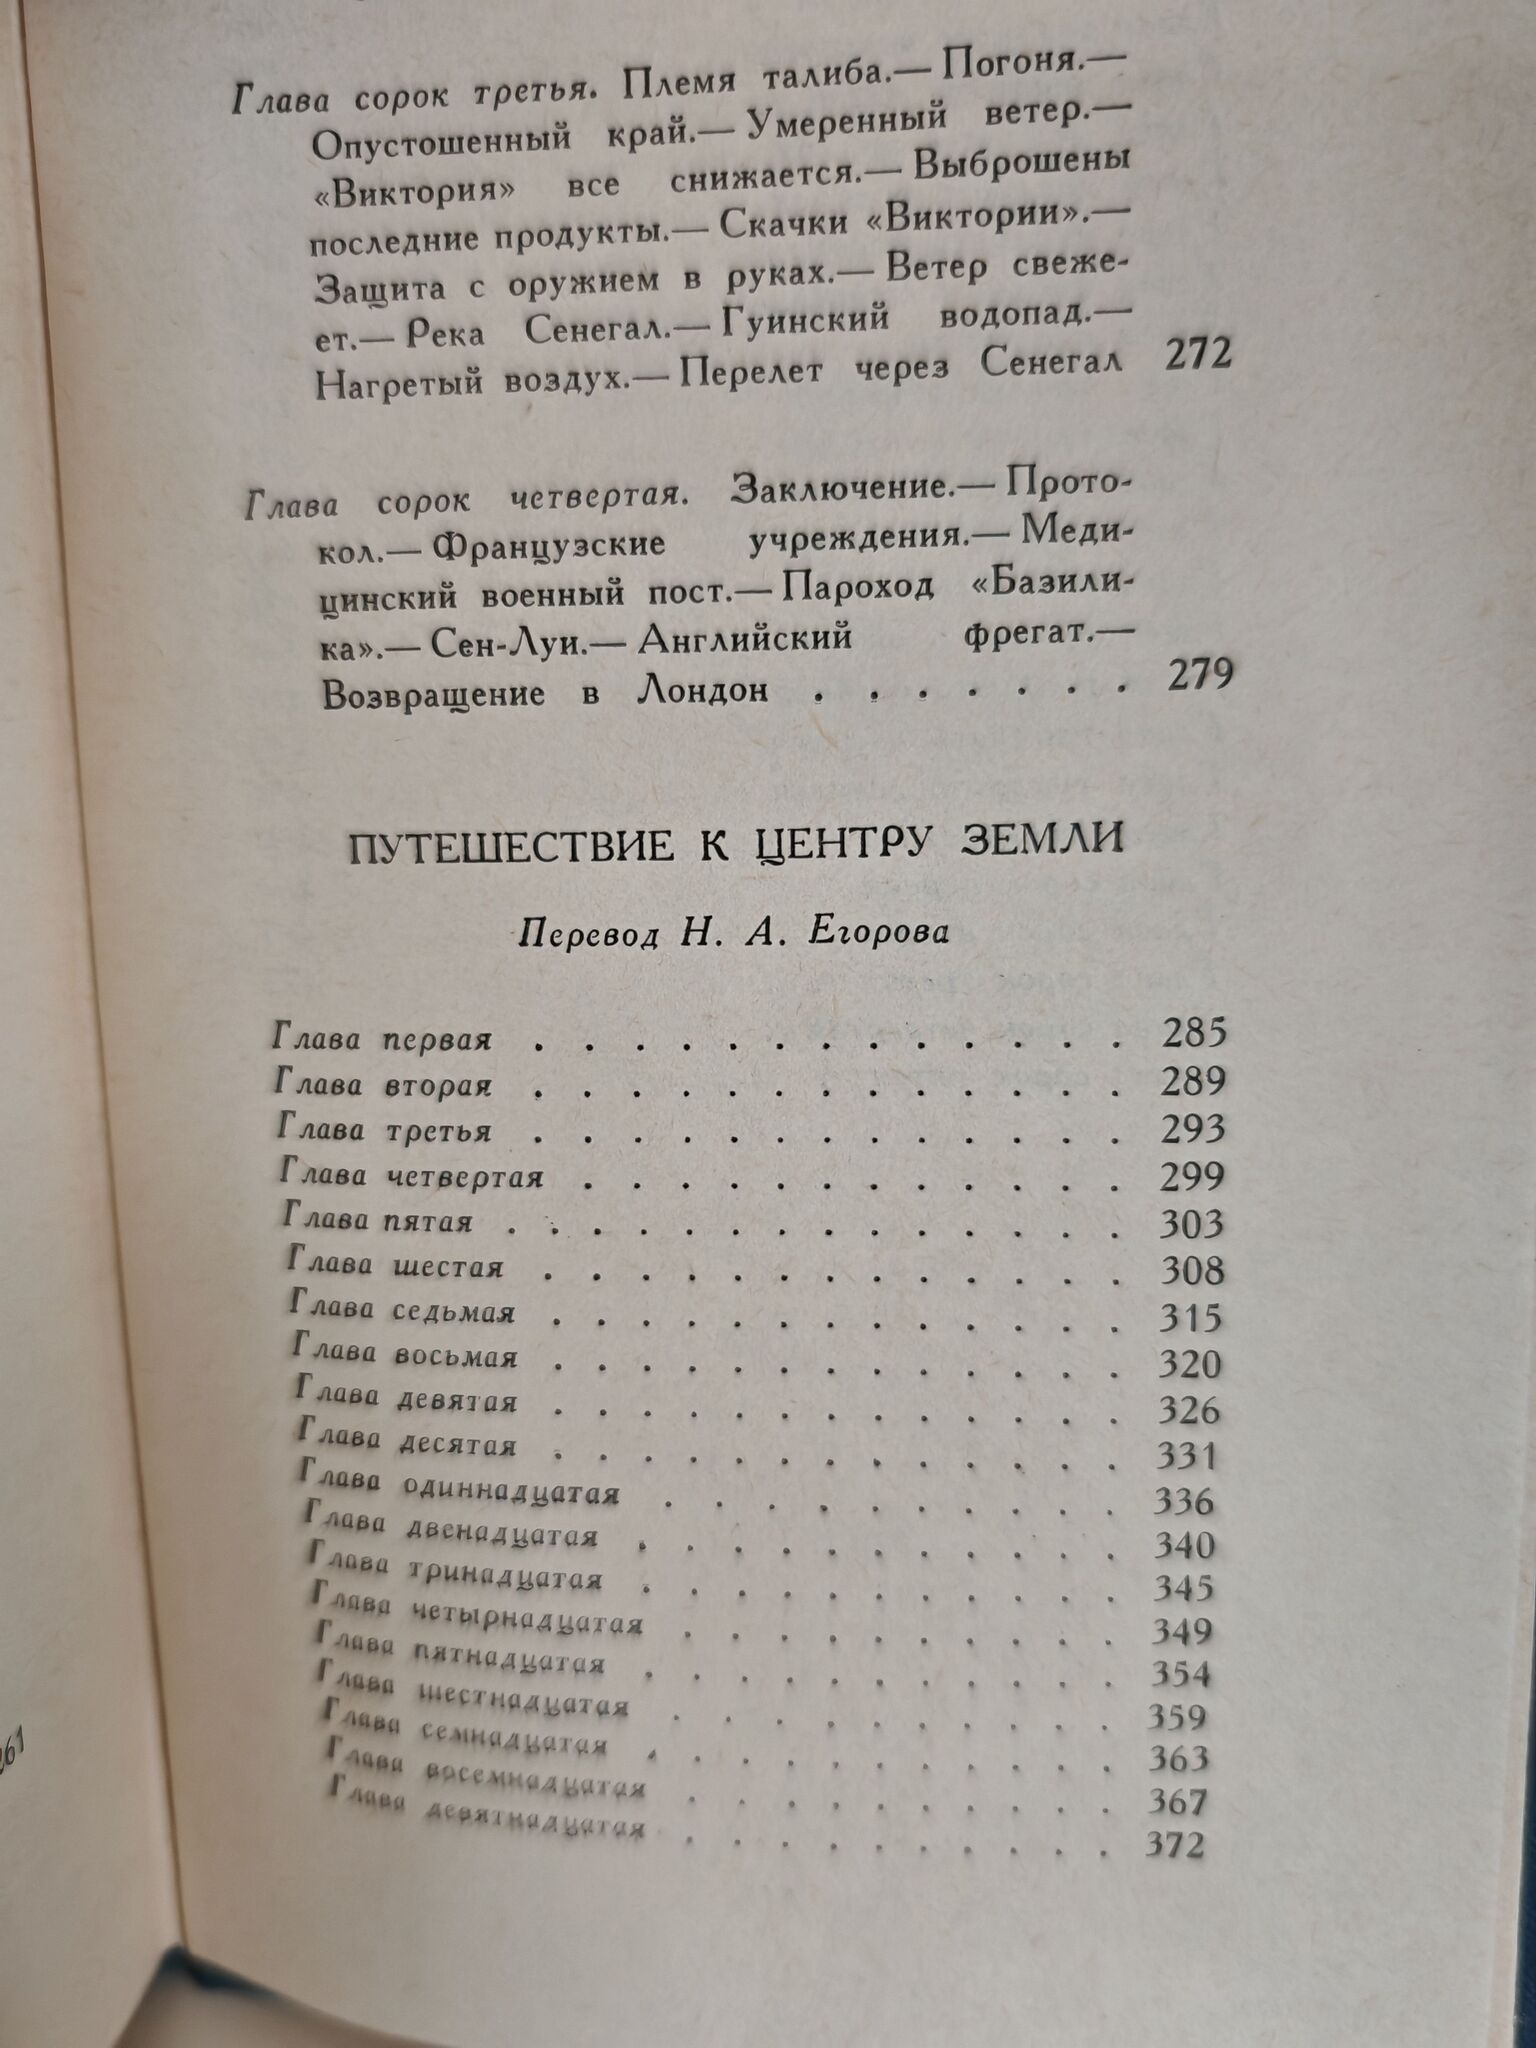 Глава сорок третья. Племя талиба.— Погоня.—
Опустошенный край.— Умеренный ветер.—
«Виктория» все снижается.— Выброшены
последние продукты.— Скачки «Виктории».—
Защита с оружием в руках.— Ветер свеже-
ет.— Река Сенегал.— Гуинский водопад.—
Нагретый воздух.— Перелет через Сенегал 272
Глава сорок четвертая. Заключение.— Прото-
кол.— Французские учреждения.— Меди-
цинский военный пост.— Пароход «Базили-
ка».— Сен-Луи.— Английский фрегат.—
Возвращение в Лондон . . . . . . . 279
ПУТЕШЕСТВИЕ К ЦЕНТРУ ЗЕМЛИ
Перевод Н. А. Егорова
Глава первая . . . . . . . . . . . . . 285
Глава вторая . . . . . . . . . . . . . 289
Глава третья . . . . . . . . . . . . . 293
Глава четвертая . . . . . . . . . . . . 299
Глава пятая . . . . . . . . . . . . . . 303
Глава шестая . . . . . . . . . . . . . 308
Глава седьмая . . . . . . . . . . . . . 315
Глава восьмая . . . . . . . . . . . . . 320
Глава девятая . . . . . . . . . . . . . 326
Глава десятая . . . . . . . . . . . . . 331
Глава одиннадцатая . . . . . . . . . . 336
Глава двенадцатая . . . . . . . . . . . 340
Глава тринадцатая . . . . . . . . . . . 345
Глава четырнадцатая . . . . . . . . . . 349
Глава пятнадцатая . . . . . . . . . . . 354
Глава шестнадцатая . . . . . . . . . . 359
Глава семнадцатая . . . . . . . . . . . 363
Глава восемнадцатая . . . . . . . . . . 367
Глава девятнадцатая . . . . . . . . . . 372